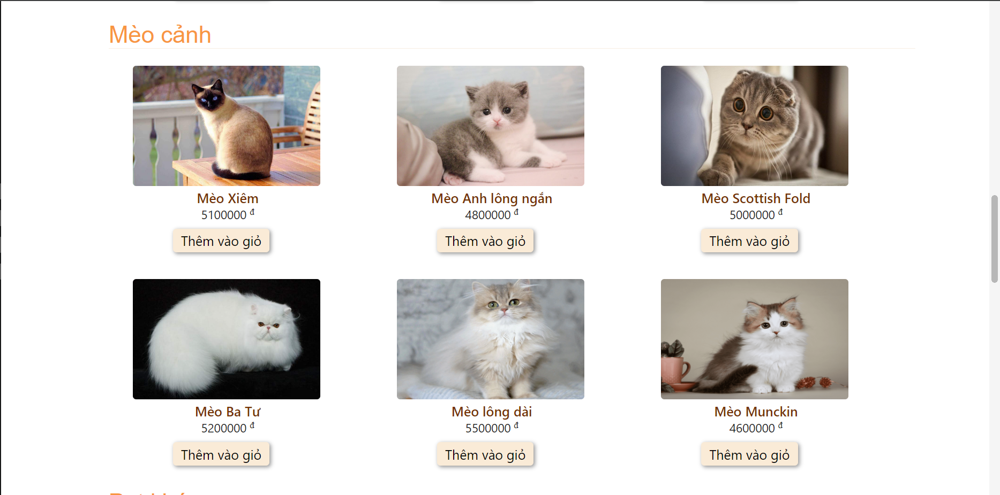 Mèo cảnh
Mèo Xiêm
5100000 đ
Thêm vào giỏ
Mèo Anh lông ngắn
4800000 đ
Thêm vào giỏ
Mèo Scottish Fold
5000000 đ
Thêm vào giỏ
Mèo Ba Tư
5200000 đ
Thêm vào giỏ
Mèo lông dài
5500000 đ
Thêm vào giỏ
Mèo Munckin
4600000 đ
Thêm vào giỏ